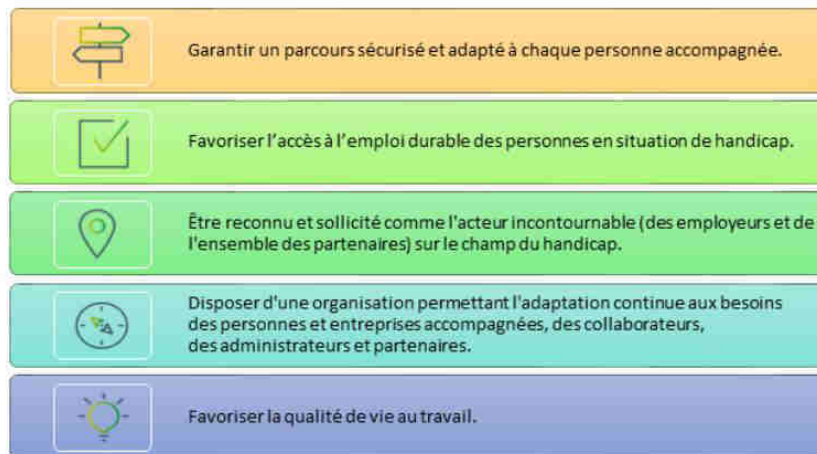 Garantir un parcours sécurisé et adapté à chaque personne accompagnée.
Favoriser l'accès à l'emploi durable des personnes en situation de handicap.
Être reconnu et sollicité comme l'acteur incontournable (des employeurs et de
l'ensemble des partenaires) sur le champ du handicap.
Disposer d'une organisation permettant l'adaptation continue aux besoins
des personnes et entreprises accompagnées, des collaborateurs,
des administrateurs et partenaires.
Favoriser la qualité de vie au travail.